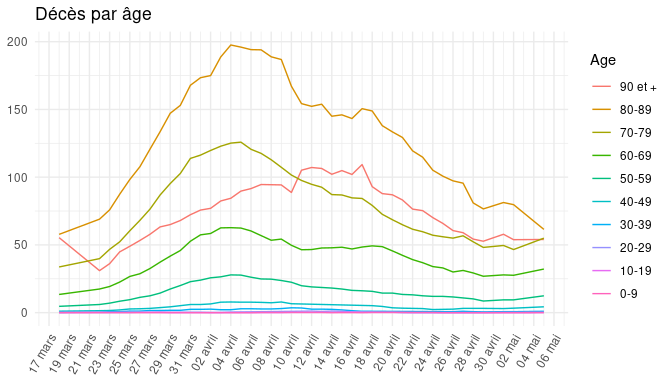 Décès par âge
200
150
100
50
0
17 mars
19 mars
21 mars
23 mars
25 mars
27 mars
29 mars
31 mars
02 avril
04 avril
06 avril
08 avril
10 avril
12 avril
14 avril
16 avril
18 avril
20 avril
22 avril
24 avril
26 avril
28 avril
30 avril
02 mai
04 mai
06 mai
Age
90 et +
80-89
70-79
60-69
50-59
40-49
30-39
20-29
10-19
0-9